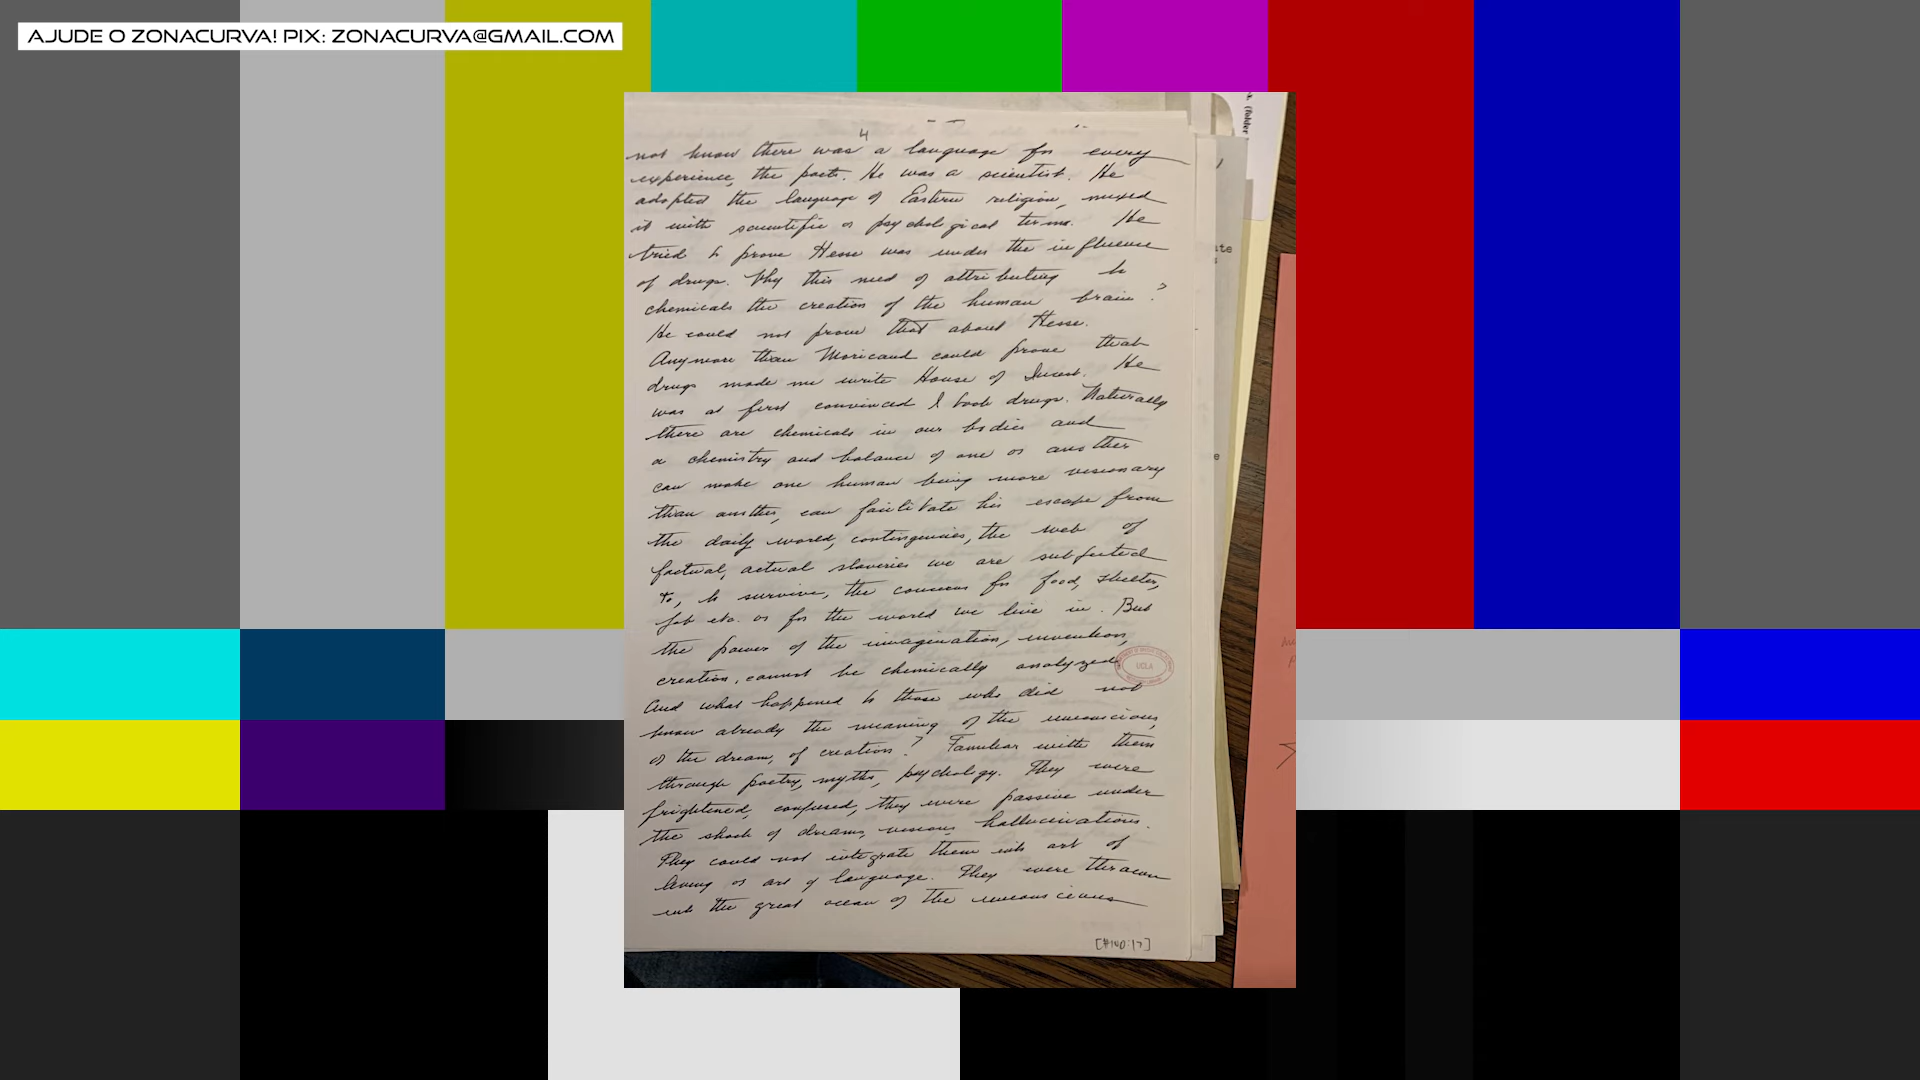 AJUDE O ZONACURVA! PIX: ZONACURVA@GMAIL.COM
4
not know there was a language for every
experience, the poets. He was a scientist. He
adopted the language of Eastern religion, mixed
it with scientific or psychological terms. He
tried to prove Hesse was under the influence
of drugs. Why this need of attributing to
chemicals the creation of the human brain?
He could not prove that about Hesse.
Anymore than Moricand could prove that
drugs made me write House of Incest. He
was at first convinced I took drugs. Naturally
there are chemicals in our bodies and
a chemistry and balance of one or another
can make one human being more visionary
than another, can facilitate his escape from
the daily world, contingencies, the web of
factual, actual slaveries we are subjected
to, to survive, the concern for food, shelter,
job etc. or for the world we live in. But
the power of the imagination, invention,
creation, cannot be chemically analyzed.
And what happened to those who did not
know already the meaning of the unconscious,
of the dream, of creation? Familiar with them
through poetry, myths, psychology. They were
frightened, confused, they were passive under
the shock of dreams, visions, hallucinations.
They could not integrate them into art of
living or art of language. They were thrown
into the great ocean of the unconscious
UCLA
[#100:17]
(folder